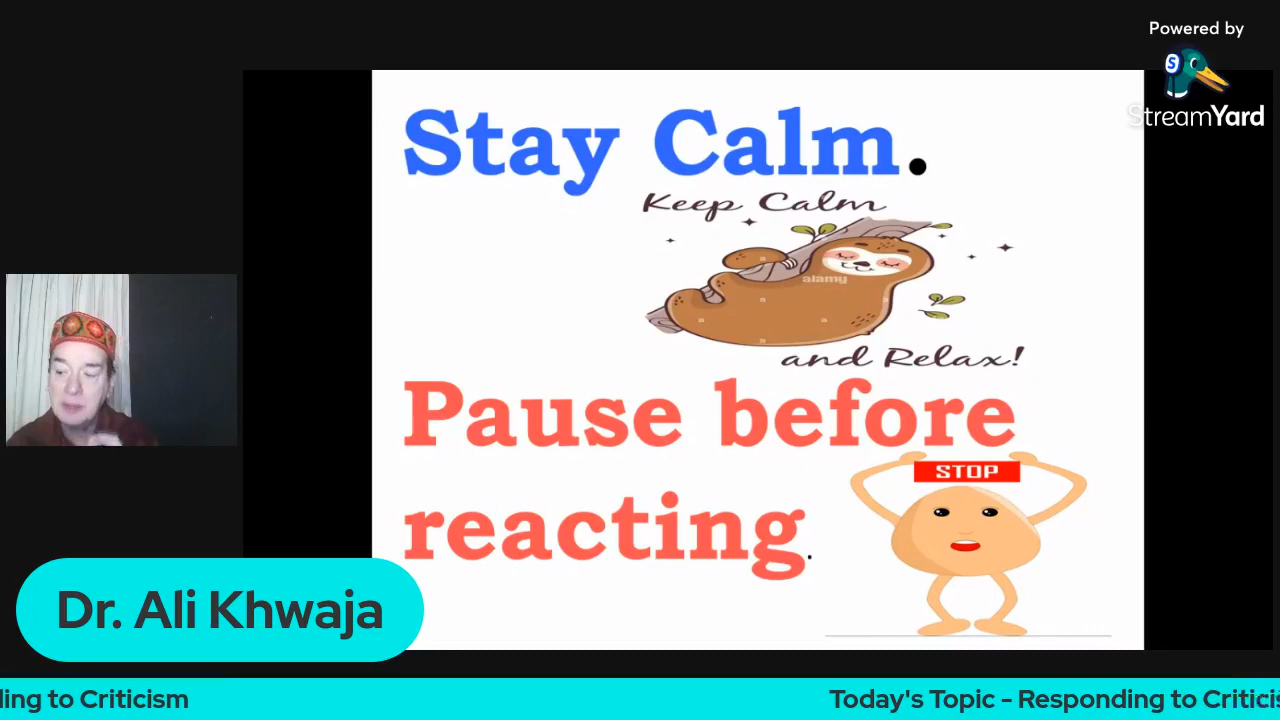 Powered by
StreamYard
Stay Calm.
Keep Calm
alamy
and Relax!
Pause before
STOP
reacting.
Dr. Ali Khwaja
ling to Criticism
Today's Topic - Responding to Critici